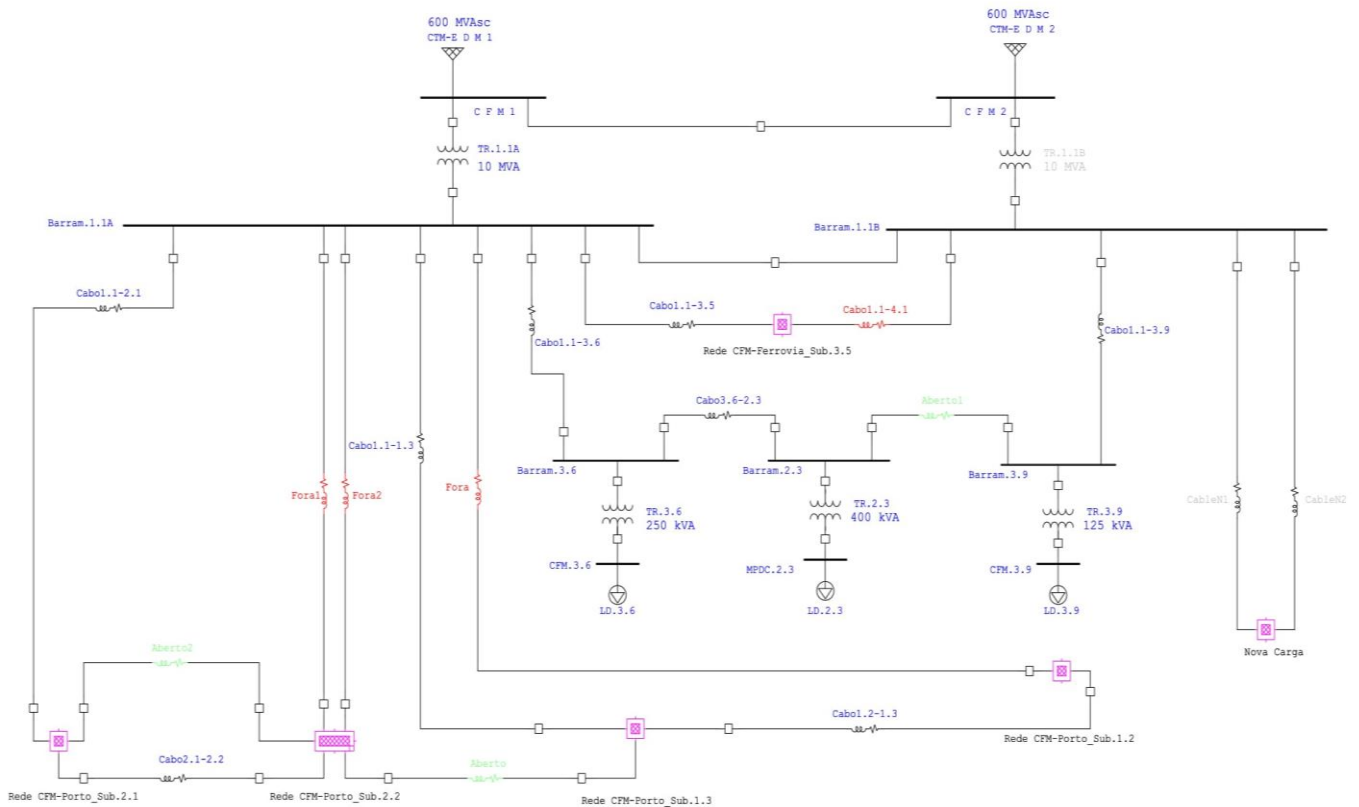 600 MVAsc
CTM-E D M 1
600 MVAsc
CTM-E D M 2
C F M 1
C F M 2
TR.1.1A
10 MVA
TR.1.1B
10 MVA
Barram.1.1A
Barram.1.1B
Cabo1.1-2.1
Cabo1.1-3.5
Cabo1.1-4.1
Cabo1.1-3.9
Cabo1.1-3.6
Rede CFM-Ferrovia_Sub.3.5
Cabo3.6-2.3
Aberto1
Cabo1.1-1.3
Barram.3.6
Barram.2.3
Barram.3.9
Fora1
Fora2
Fora
CableN1
CableN2
TR.3.6
250 kVA
TR.2.3
400 kVA
TR.3.9
125 kVA
CFM.3.6
MPDC.2.3
CFM.3.9
LD.3.6
LD.2.3
LD.3.9
Aberto2
Nova Carga
Cabo1.2-1.3
Rede CFM-Porto_Sub.1.2
Cabo2.1-2.2
Aberto
Rede CFM-Porto_Sub.2.1
Rede CFM-Porto_Sub.2.2
Rede CFM-Porto_Sub.1.3